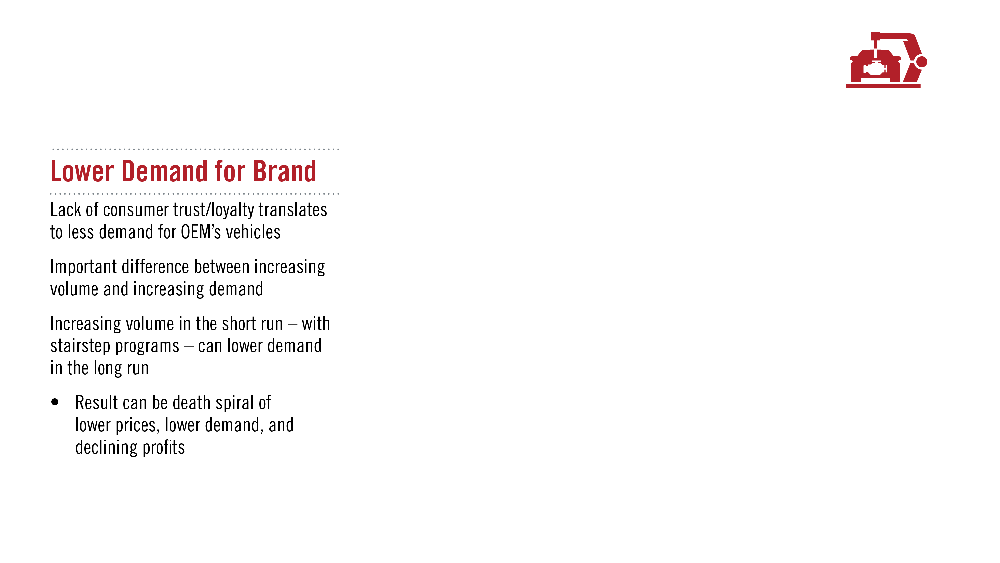 Lower Demand for Brand
Lack of consumer trust/loyalty translates
to less demand for OEM’s vehicles
Important difference between increasing
volume and increasing demand
Increasing volume in the short run – with
stairstep programs – can lower demand
in the long run
• Result can be death spiral of
lower prices, lower demand, and
declining profits